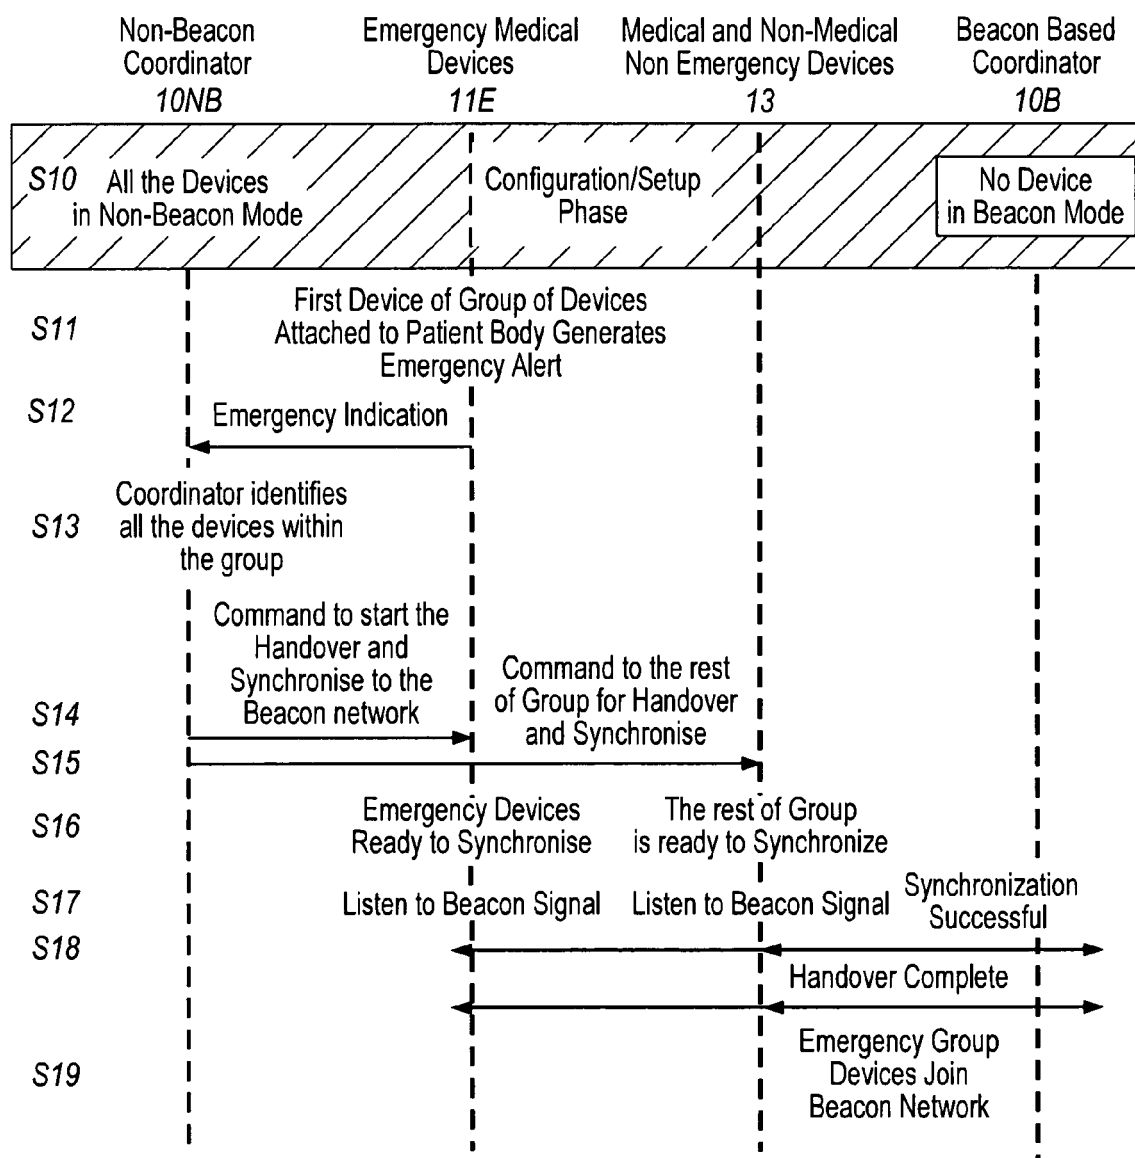 Non-Beacon
Coordinator
10NB
Emergency Medical
Devices
11E
Medical and Non-Medical
Non Emergency Devices
13
Beacon Based
Coordinator
10B
S10
All the Devices
in Non-Beacon Mode
Configuration/Setup
Phase
No Device
in Beacon Mode
S11
First Device of Group of Devices
Attached to Patient Body Generates
Emergency Alert
S12
Emergency Indication
S13
Coordinator identifies
all the devices within
the group
S14
Command to start the
Handover and
Synchronise to the
Beacon network
S15
Command to the rest
of Group for Handover
and Synchronise
S16
Emergency Devices
Ready to Synchronise
The rest of Group
is ready to Synchronize
S17
Listen to Beacon Signal
Listen to Beacon Signal
Synchronization
Successful
S18
Handover Complete
S19
Emergency Group
Devices Join
Beacon Network